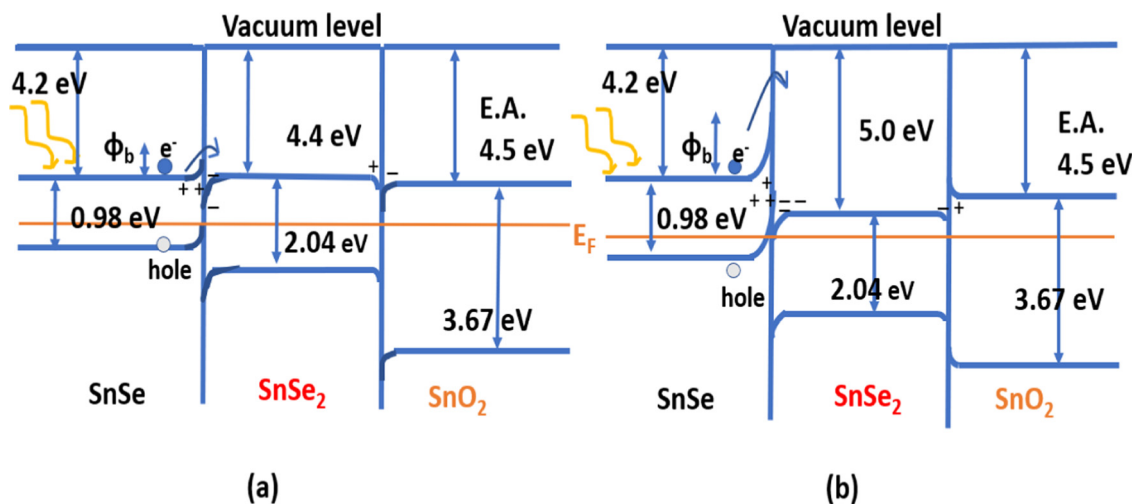 Vacuum level
4.2 eV
4.4 eV
E.A.
4.5 eV
Φb
e-
+
−
+ +
−
−
0.98 eV
2.04 eV
hole
3.67 eV
SnSe
SnSe2
SnO2
(a)
Vacuum level
4.2 eV
5.0 eV
E.A.
4.5 eV
Φb
e-
+
+ + − −
−
− +
0.98 eV
EF
hole
2.04 eV
3.67 eV
SnSe
SnSe2
SnO2
(b)